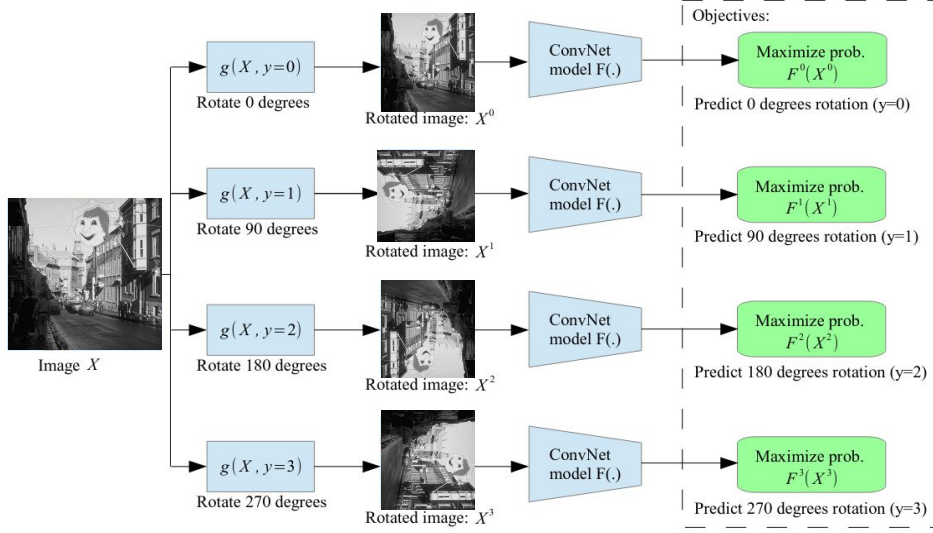 Objectives:
g(X, y=0)
Rotate 0 degrees
Rotated image: X⁰
ConvNet
model F(.)
Maximize prob.
F⁰(X⁰)
Predict 0 degrees rotation (y=0)
g(X, y=1)
Rotate 90 degrees
Rotated image: X¹
ConvNet
model F(.)
Maximize prob.
F¹(X¹)
Predict 90 degrees rotation (y=1)
Image X
g(X, y=2)
Rotate 180 degrees
Rotated image: X²
ConvNet
model F(.)
Maximize prob.
F²(X²)
Predict 180 degrees rotation (y=2)
g(X, y=3)
Rotate 270 degrees
Rotated image: X³
ConvNet
model F(.)
Maximize prob.
F³(X³)
Predict 270 degrees rotation (y=3)